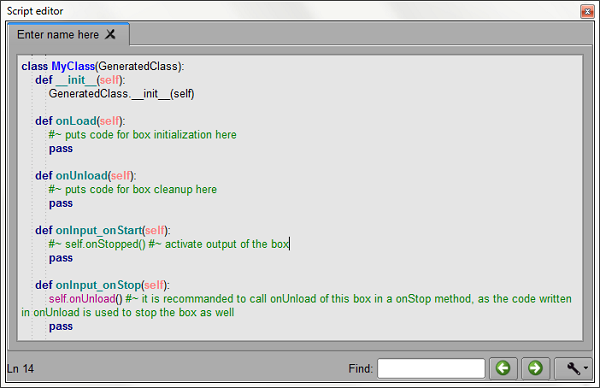 Script editor
Enter name here
class MyClass(GeneratedClass):
def __init__(self):
GeneratedClass.__init__(self)
def onLoad(self):
#~ puts code for box initialization here
pass
def onUnload(self):
#~ puts code for box cleanup here
pass
def onInput_onStart(self):
#~ self.onStopped() #~ activate output of the box
pass
def onInput_onStop(self):
self.onUnload() #~ it is recommanded to call onUnload of this box in a onStop method, as the code written
in onUnload is used to stop the box as well
pass
Ln 14 Find: